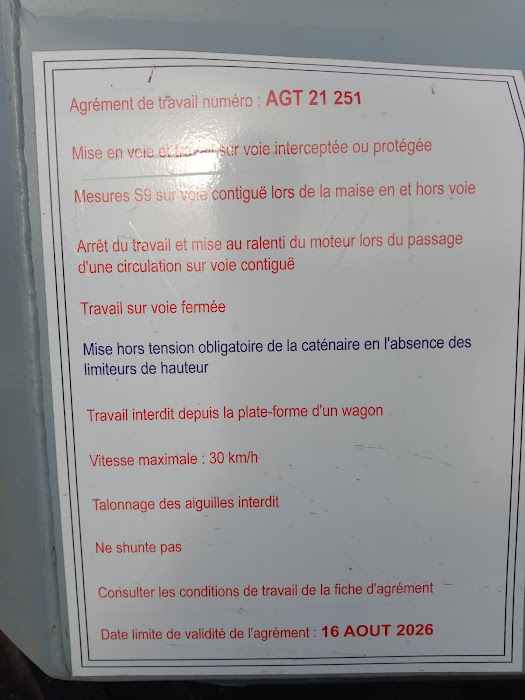 Agrément de travail numéro : AGT 21 251
Mise en voie et travail sur voie interceptée ou protégée
Mesures S9 sur voie contiguë lors de la maise en et hors voie
Arrêt du travail et mise au ralenti du moteur lors du passage
d'une circulation sur voie contiguë
Travail sur voie fermée
Mise hors tension obligatoire de la caténaire en l'absence des
limiteurs de hauteur
Travail interdit depuis la plate-forme d'un wagon
Vitesse maximale : 30 km/h
Talonnage des aiguilles interdit
Ne shunte pas
Consulter les conditions de travail de la fiche d'agrément
Date limite de validité de l'agrément : 16 AOUT 2026